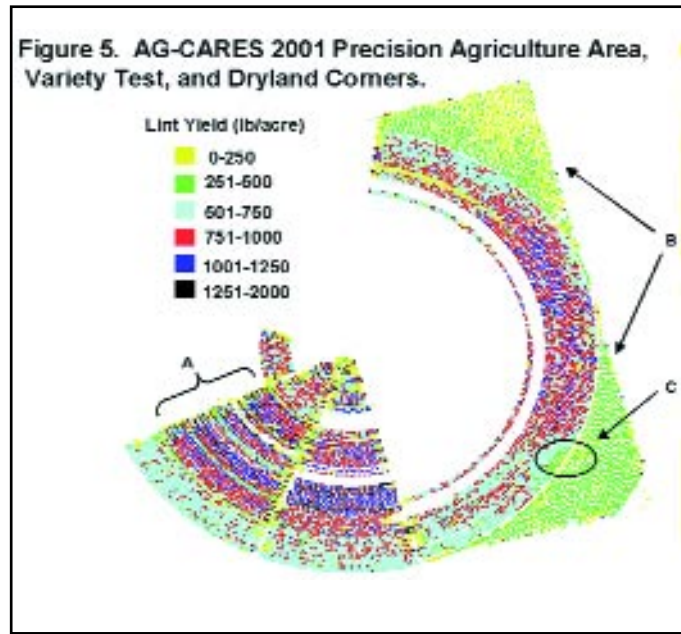 Figure 5. AG-CARES 2001 Precision Agriculture Area,
Variety Test, and Dryland Corners.
Lint Yield (lb/acre)
0-250
251-500
501-750
751-1000
1001-1250
1251-2000
A
B
C